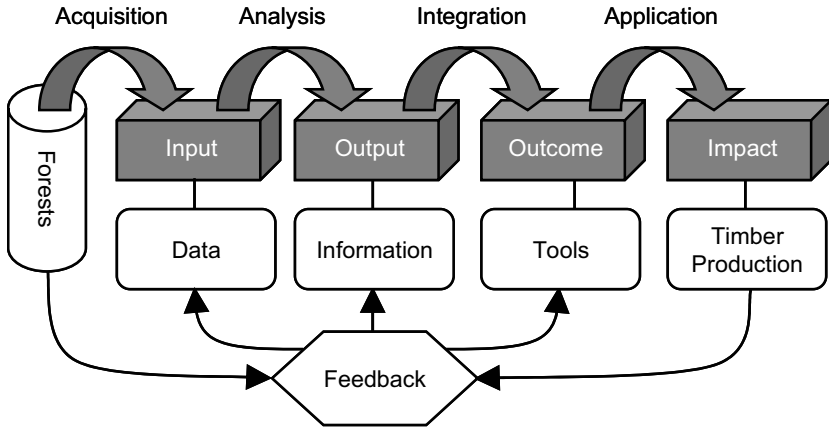 Acquisition
Analysis
Integration
Application
Forests
Input
Output
Outcome
Impact
Data
Information
Tools
Timber
Production
Feedback